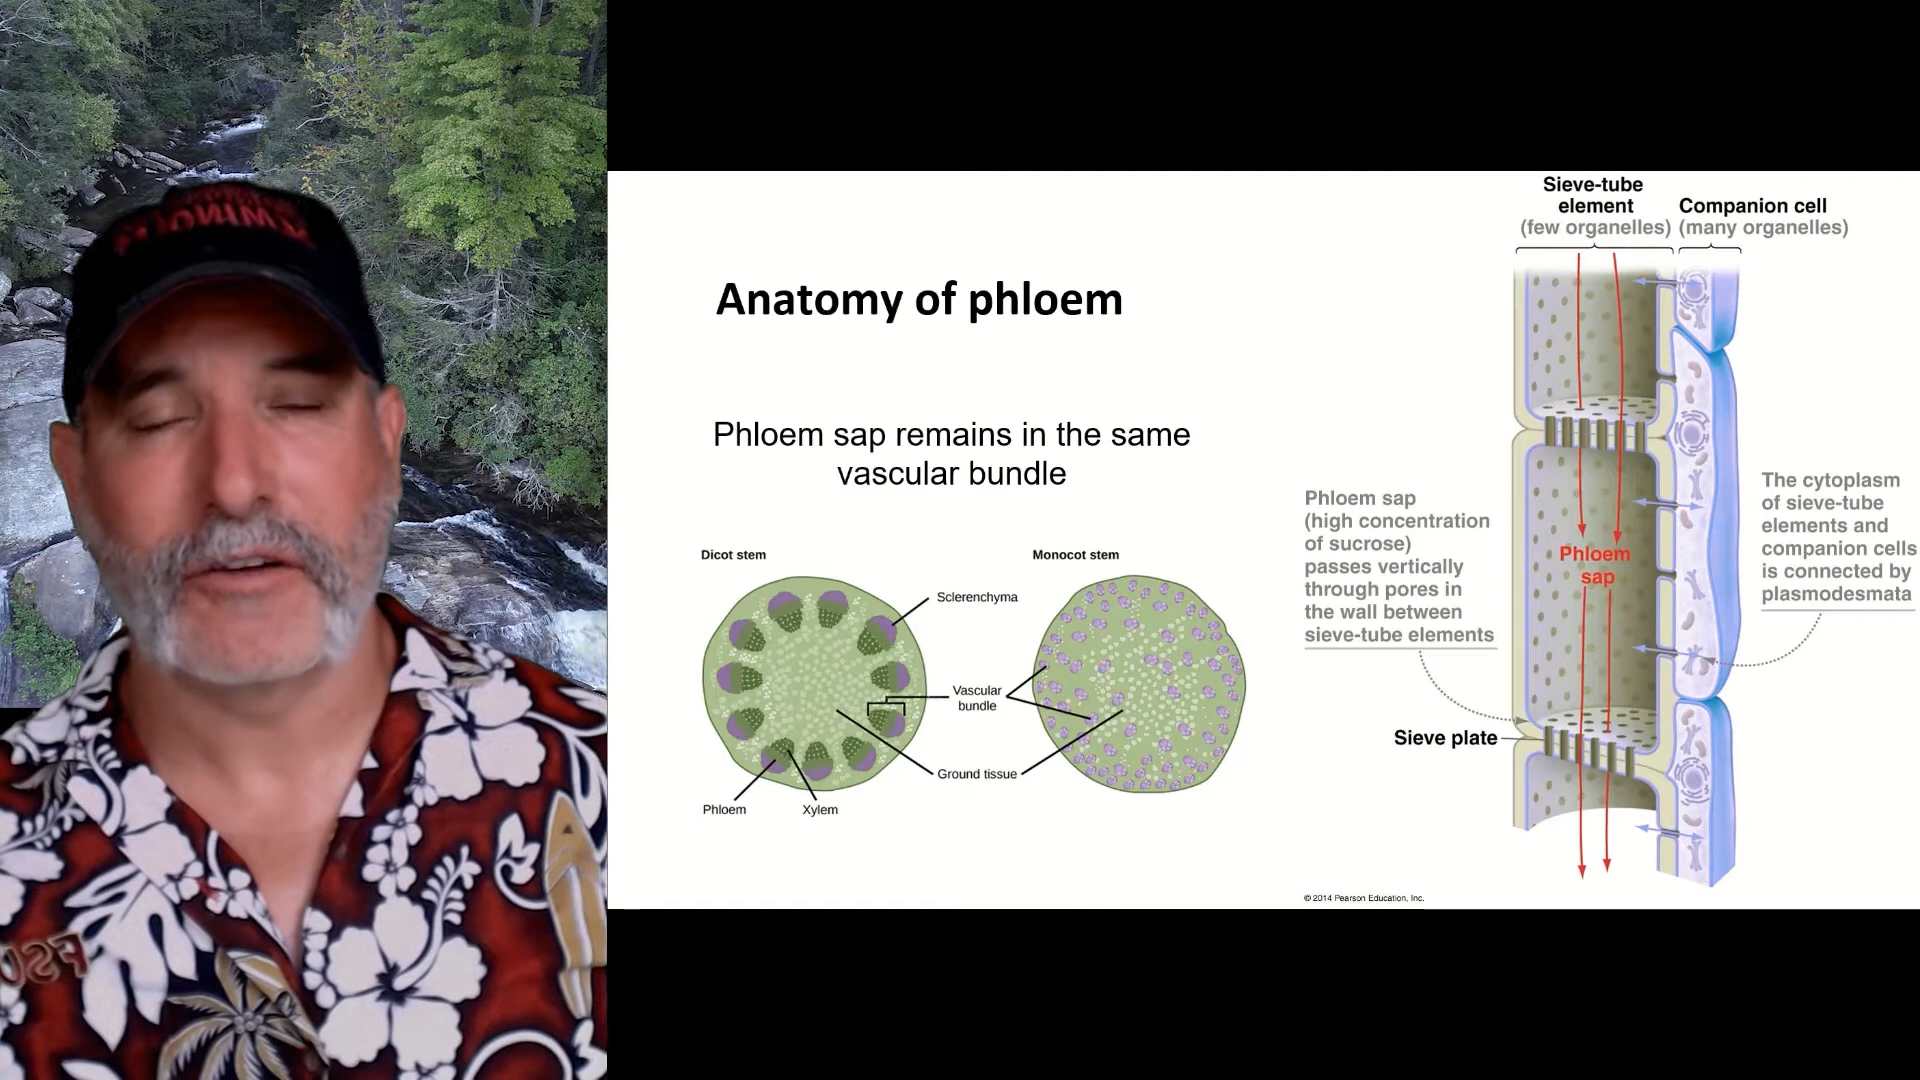 Anatomy of phloem
Phloem sap remains in the same
vascular bundle
Dicot stem
Monocot stem
Sclerenchyma
Vascular
bundle
Ground tissue
Phloem
Xylem
Sieve-tube
element
(few organelles)
Companion cell
(many organelles)
Phloem sap
(high concentration
of sucrose)
passes vertically
through pores in
the wall between
sieve-tube elements
Phloem
sap
The cytoplasm
of sieve-tube
elements and
companion cells
is connected by
plasmodesmata
Sieve plate
© 2014 Pearson Education, Inc.
FSU